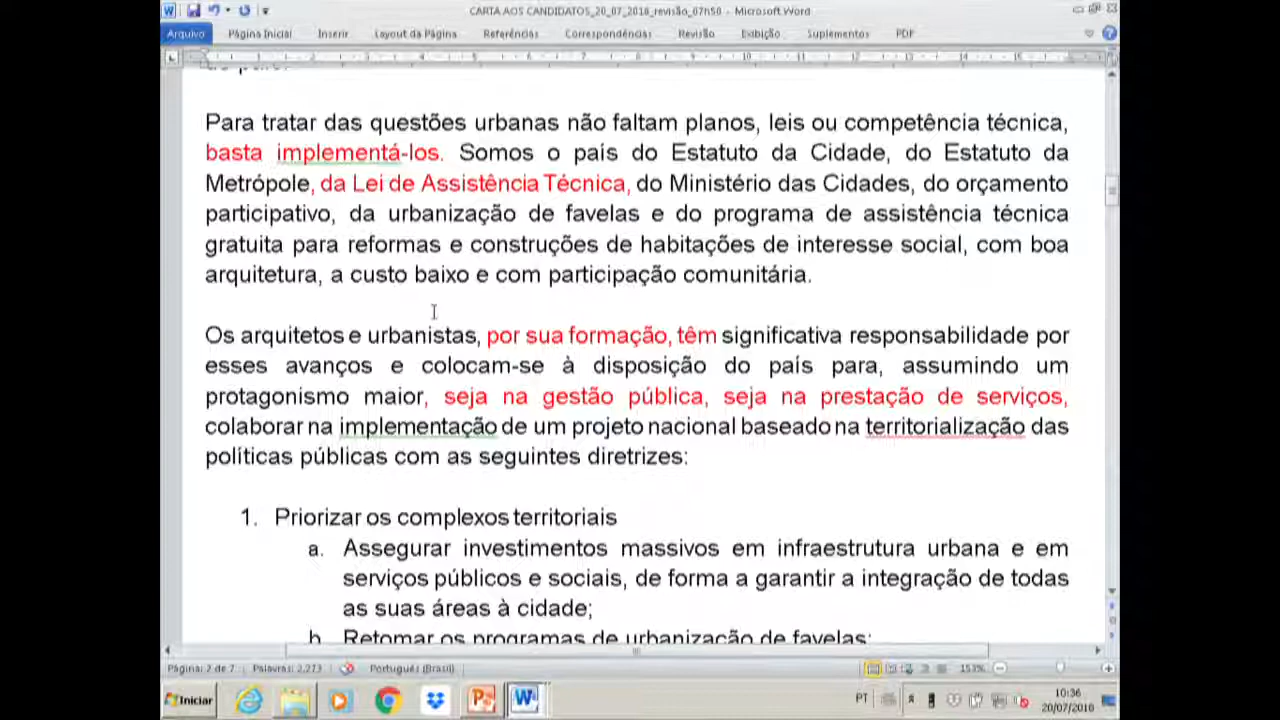 CARTA AOS CANDIDATOS_20_07_2018_revisão_07h50 - Microsoft Word
Arquivo Página Inicial Inserir Layout da Página Referências Correspondências Revisão Exibição Suplementos PDF
Para tratar das questões urbanas não faltam planos, leis ou competência técnica,
basta implementá-los. Somos o país do Estatuto da Cidade, do Estatuto da
Metrópole, da Lei de Assistência Técnica, do Ministério das Cidades, do orçamento
participativo, da urbanização de favelas e do programa de assistência técnica
gratuita para reformas e construções de habitações de interesse social, com boa
arquitetura, a custo baixo e com participação comunitária.
Os arquitetos e urbanistas, por sua formação, têm significativa responsabilidade por
esses avanços e colocam-se à disposição do país para, assumindo um
protagonismo maior, seja na gestão pública, seja na prestação de serviços,
colaborar na implementação de um projeto nacional baseado na territorialização das
políticas públicas com as seguintes diretrizes:
1. Priorizar os complexos territoriais
a. Assegurar investimentos massivos em infraestrutura urbana e em
serviços públicos e sociais, de forma a garantir a integração de todas
as suas áreas à cidade;
b. Retomar os programas de urbanização de favelas;
Página: 2 de 7 Palavras: 2.273 Português (Brasil) 153%
Iniciar PT 10:36
20/07/2018